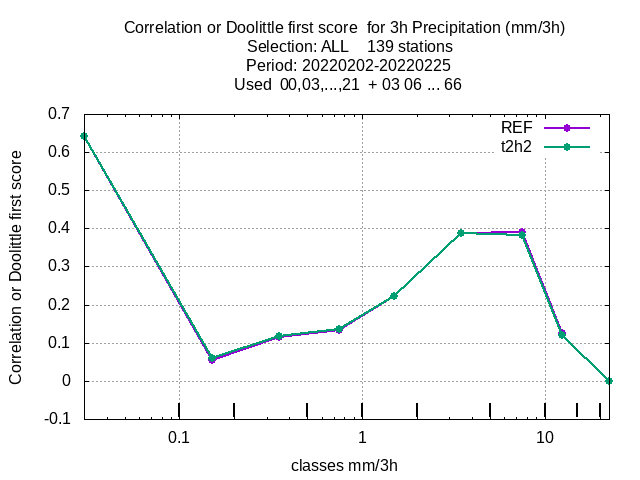 Correlation or Doolittle first score  for 3h Precipitation (mm/3h)
Selection: ALL    139 stations
Period: 20220202-20220225
Used  00,03,...,21  + 03 06 ... 66
REF
t2h2
0.7
0.6
0.5
0.4
0.3
0.2
0.1
0
-0.1
Correlation or Doolittle first score
0.1
1
10
classes mm/3h